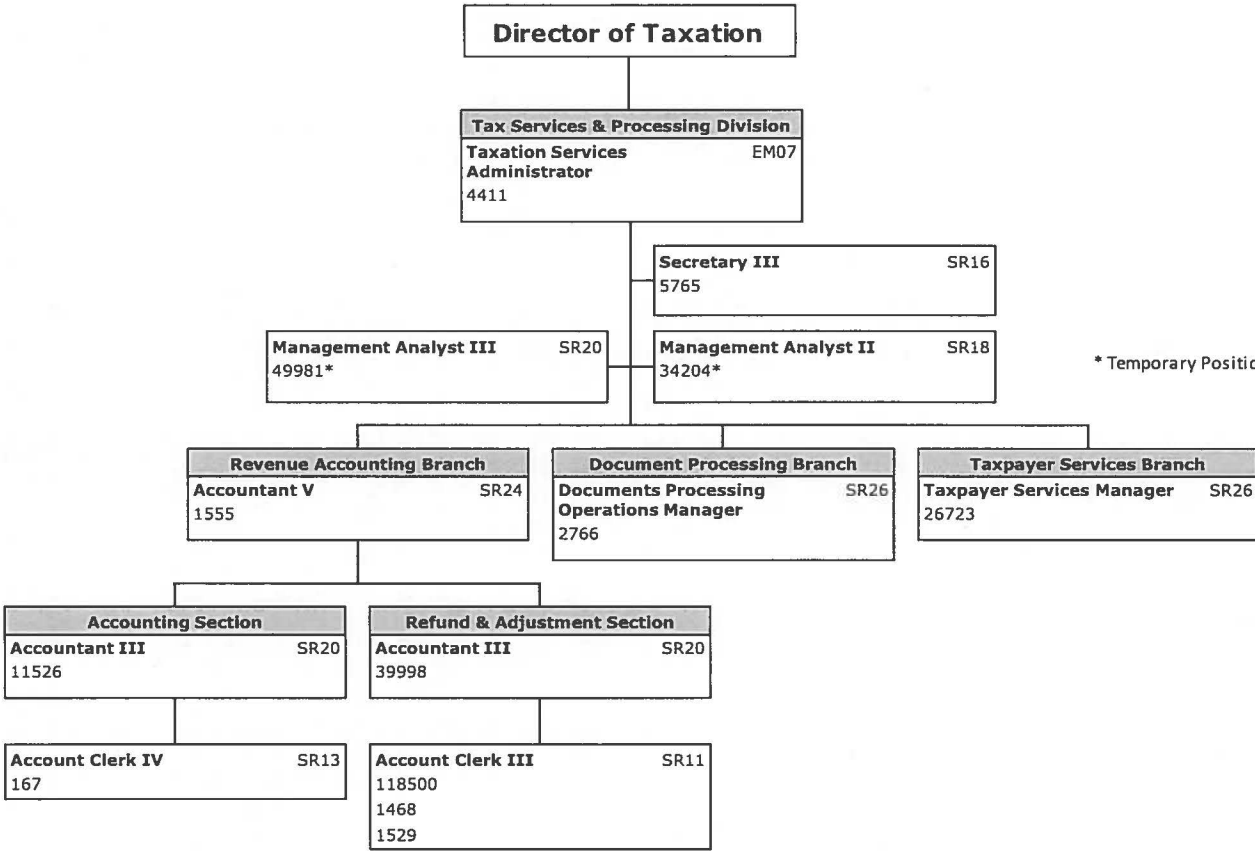 Director of Taxation
Tax Services & Processing Division
Taxation Services EM07
Administrator
4411
Secretary III SR16
5765
Management Analyst III SR20
49981*
Management Analyst II SR18
34204*
* Temporary Positio
Revenue Accounting Branch
Accountant V SR24
1555
Document Processing Branch
Documents Processing SR26
Operations Manager
2766
Taxpayer Services Branch
Taxpayer Services Manager SR26
26723
Accounting Section
Accountant III SR20
11526
Refund & Adjustment Section
Accountant III SR20
39998
Account Clerk IV SR13
167
Account Clerk III SR11
118500
1468
1529